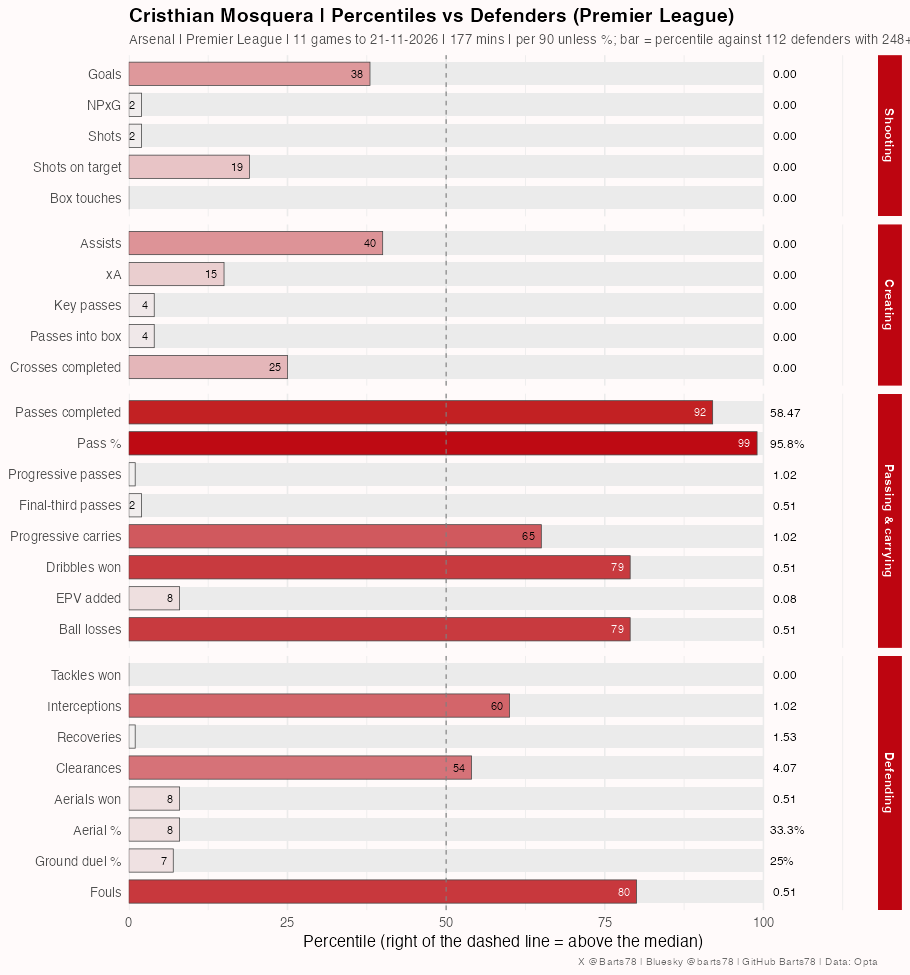 Cristhian Mosquera | Percentiles vs Defenders (Premier League)
Arsenal | Premier League | 11 games to 21-11-2026 | 177 mins | per 90 unless %; bar = percentile against 112 defenders with 248+
Shooting
Goals 38 0.00
NPxG 2 0.00
Shots 2 0.00
Shots on target 19 0.00
Box touches 0.00
Creating
Assists 40 0.00
xA 15 0.00
Key passes 4 0.00
Passes into box 4 0.00
Crosses completed 25 0.00
Passing & carrying
Passes completed 92 58.47
Pass % 99 95.8%
Progressive passes 1.02
Final-third passes 2 0.51
Progressive carries 65 1.02
Dribbles won 79 0.51
EPV added 8 0.08
Ball losses 79 0.51
Defending
Tackles won 0.00
Interceptions 60 1.02
Recoveries 1.53
Clearances 54 4.07
Aerials won 8 0.51
Aerial % 8 33.3%
Ground duel % 7 25%
Fouls 80 0.51
0 25 50 75 100
Percentile (right of the dashed line = above the median)
X @Barts78 | Bluesky @barts78 | GitHub Barts78 | Data: Opta